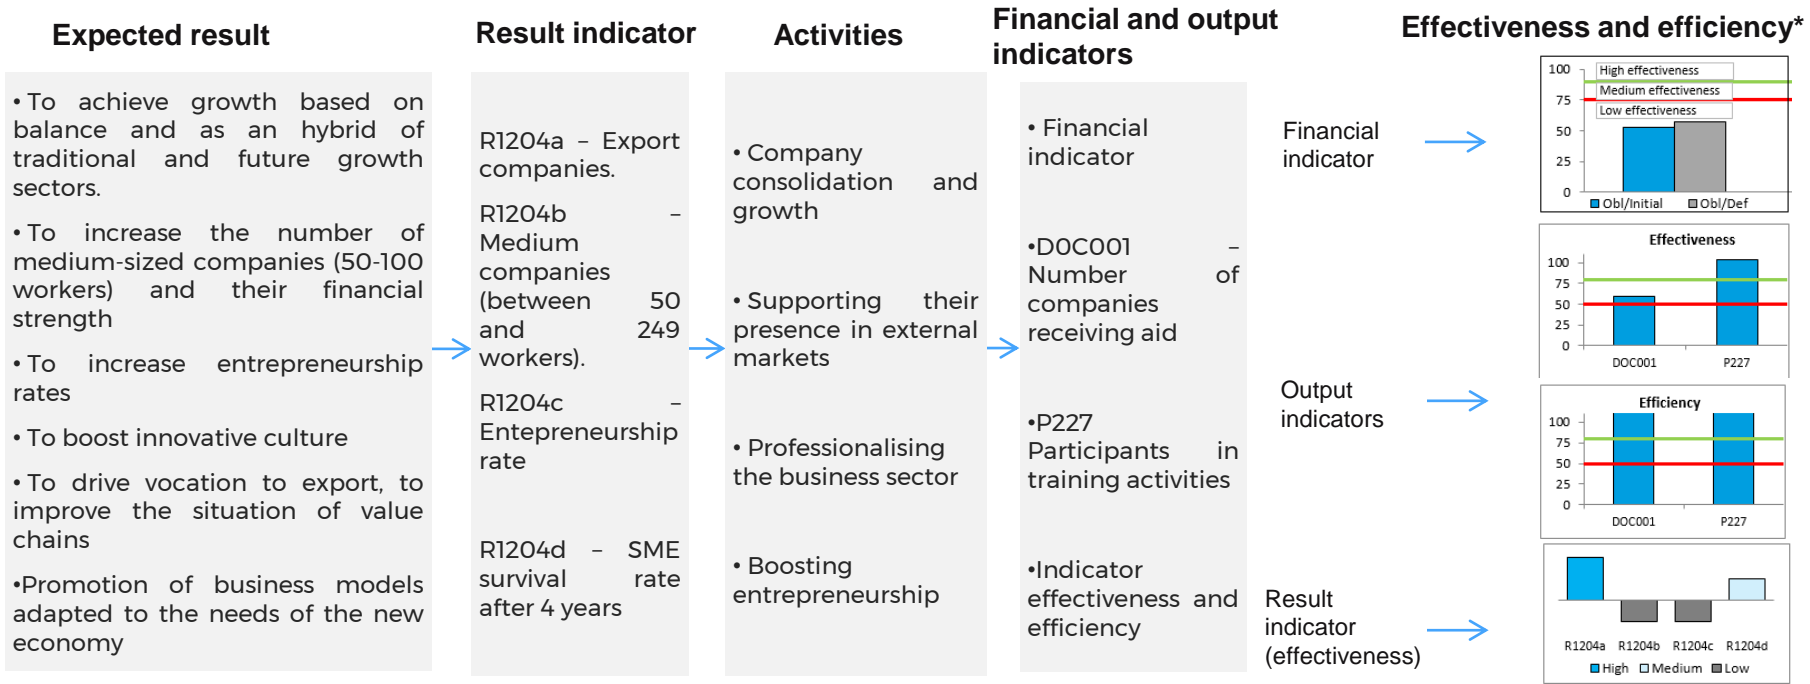 Expected result
• To achieve growth based on
balance and as an hybrid of
traditional and future growth
sectors.
• To increase the number of
medium-sized companies (50-100
workers) and their financial
strength
• To increase entrepreneurship
rates
• To boost innovative culture
• To drive vocation to export, to
improve the situation of value
chains
•Promotion of business models
adapted to the needs of the new
economy
Result indicator
R1204a – Export
companies.
R1204b –
Medium
companies
(between 50
and 249
workers).
R1204c –
Entepreneurship
rate
R1204d – SME
survival rate
after 4 years
Activities
• Company
consolidation and
growth
• Supporting their
presence in external
markets
• Professionalising
the business sector
• Boosting
entrepreneurship
Financial and output
indicators
• Financial
indicator
•D0C001 –
Number of
companies
receiving aid
•P227
Participants in
training activities
•Indicator
effectiveness and
efficiency
Effectiveness and efficiency*
Financial
indicator
100
75
50
25
0
High effectiveness
Medium effectiveness
Low effectiveness
Obl/Initial Obl/Def
Output
indicators
Effectiveness
100
75
50
25
0
DOC001 P227
Efficiency
100
75
50
25
0
DOC001 P227
Result
indicator
(effectiveness)
R1204a R1204b R1204c R1204d
High Medium Low